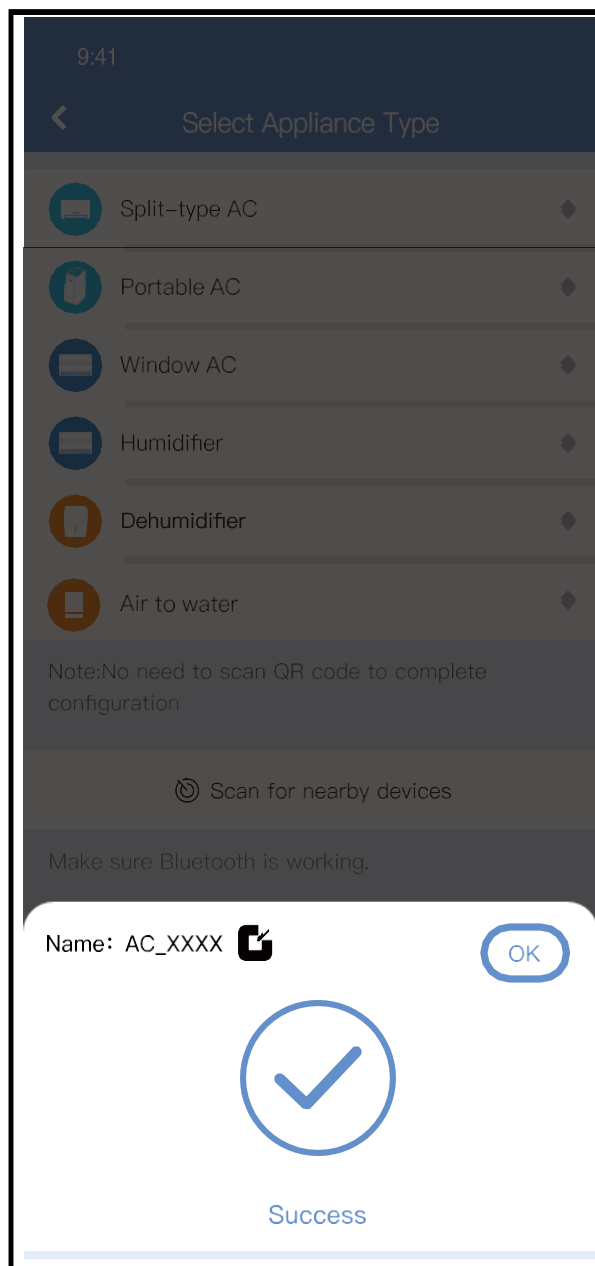 9:41
Select Appliance Type
Split-type AC
Portable AC
Window AC
Humidifier
Dehumidifier
Air to water
Note:No need to scan QR code to complete
configuration
Scan for nearby devices
Make sure Bluetooth is working.
Name: AC_XXXX
OK
Success